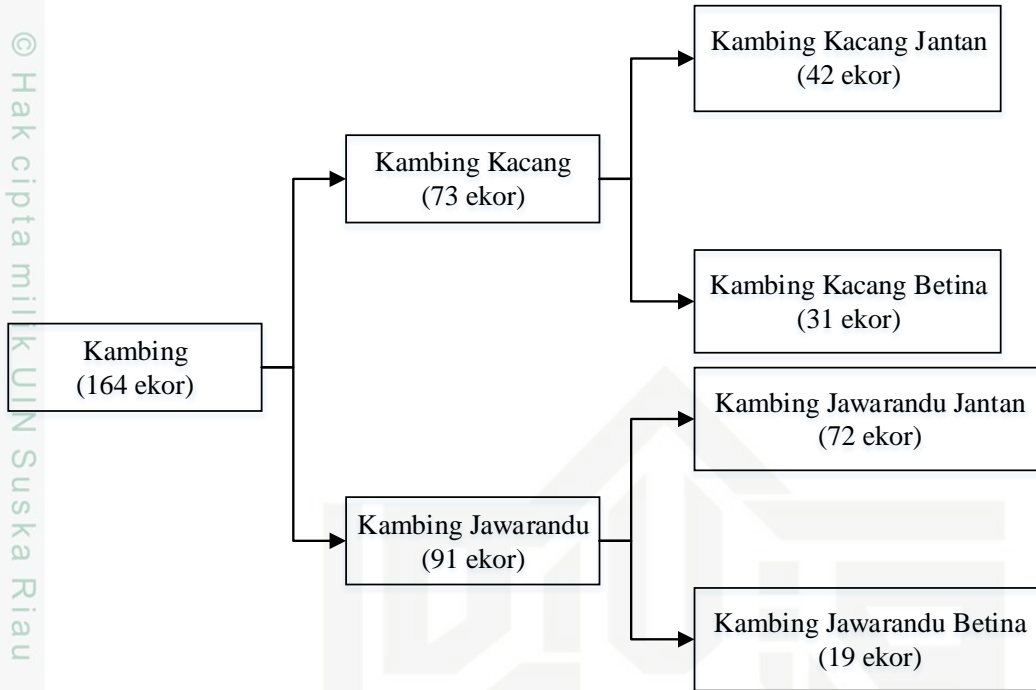 © Hak cipta milik UIN Suska Riau
Kambing
(164 ekor)
Kambing Kacang
(73 ekor)
Kambing Kacang Jantan
(42 ekor)
Kambing Kacang Betina
(31 ekor)
Kambing Jawarandu
(91 ekor)
Kambing Jawarandu Jantan
(72 ekor)
Kambing Jawarandu Betina
(19 ekor)